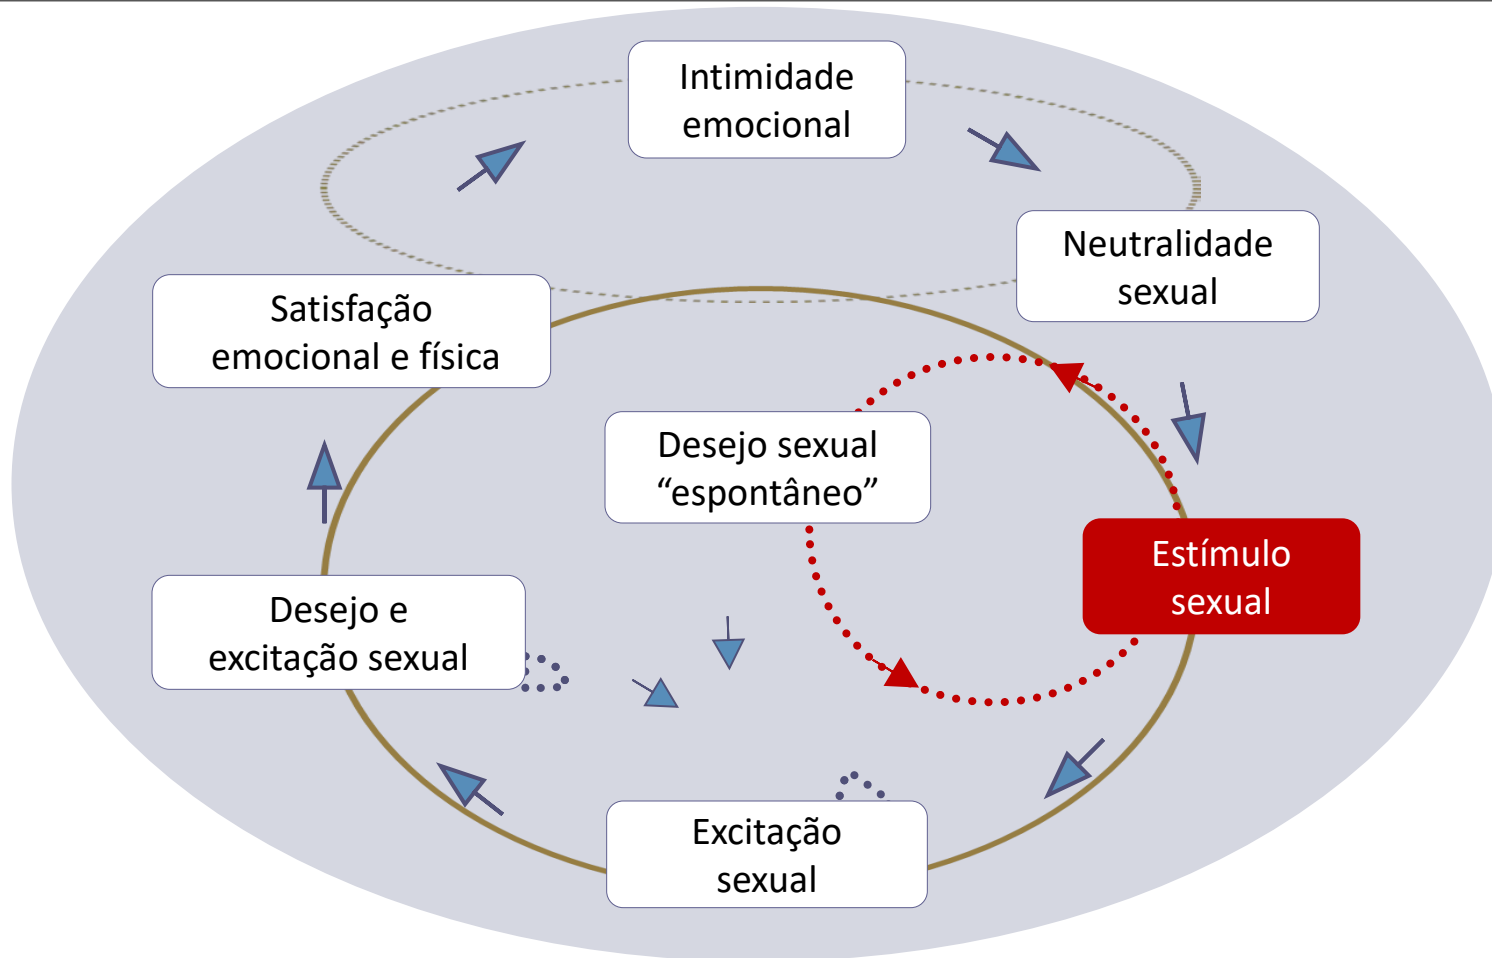 Intimidade
emocional
Neutralidade
sexual
Satisfação
emocional e física
Desejo sexual
“espontâneo”
Estímulo
sexual
Desejo e
excitação sexual
Excitação
sexual